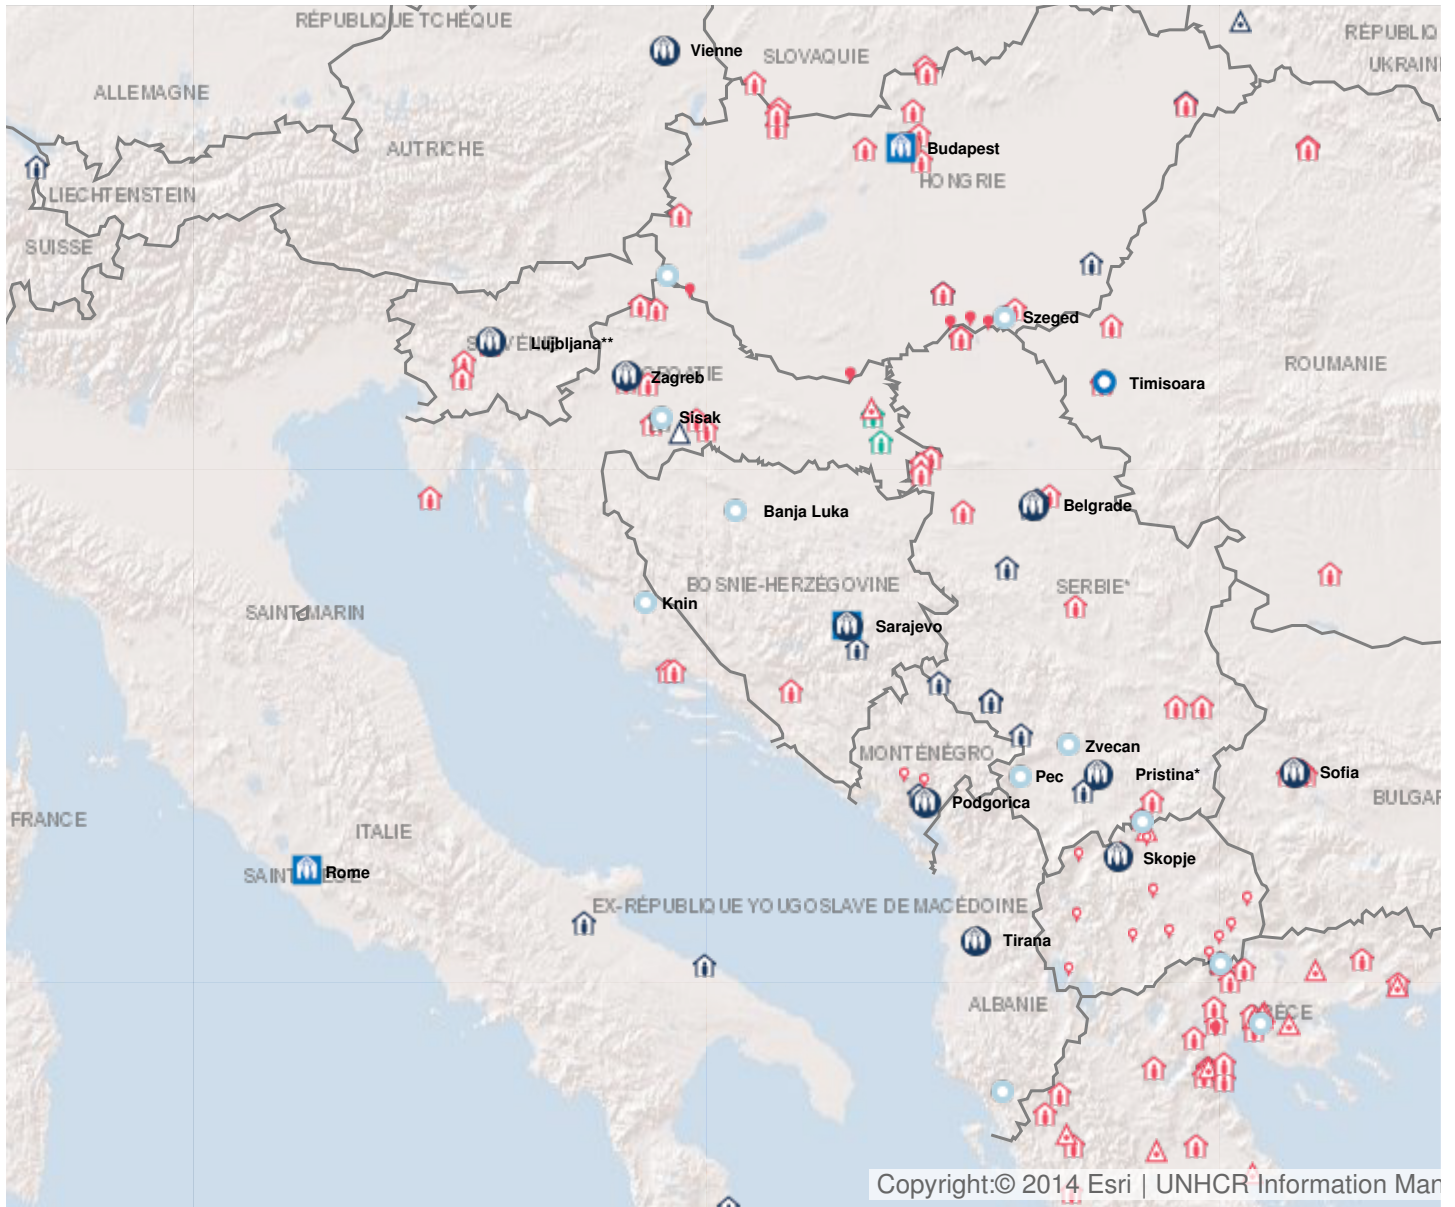 RÉPUBLIQUE TCHÉQUE
RÉPUBLIQ
UKRAIN
Vienne
SLOVAQUIE
ALLEMAGNE
AUTRICHE
Budapest
HONGRIE
LIECHTENSTEIN
SUISSE
Szeged
Lujbljana**
ROUMANIE
Zagreb
CROATIE
Timisoara
Sisak
Belgrade
Banja Luka
BOSNIE-HERZÉGOVINE
SERBIE*
SAINT-MARIN
Knin
Sarajevo
MONTÉNÉGRO
Zvecan
Pec
Pristina*
Sofia
Podgorica
BULGAR
FRANCE
ITALIE
Skopje
Rome
EX-RÉPUBLIQUE YOUGOSLAVE DE MACÉDOINE
Tirana
ALBANIE
Copyright:© 2014 Esri | UNHCR Information Man